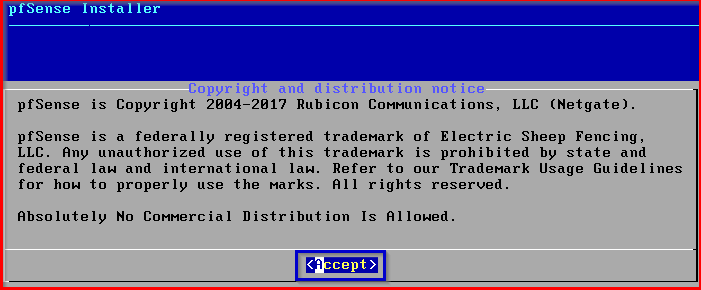 pfSense Installer
Copyright and distribution notice
pfSense is Copyright 2004-2017 Rubicon Communications, LLC (Netgate).
pfSense is a federally registered trademark of Electric Sheep Fencing,
LLC. Any unauthorized use of this trademark is prohibited by state and
federal law and international law. Refer to our Trademark Usage Guidelines
for how to properly use the marks. All rights reserved.
Absolutely No Commercial Distribution Is Allowed.
<Accept>